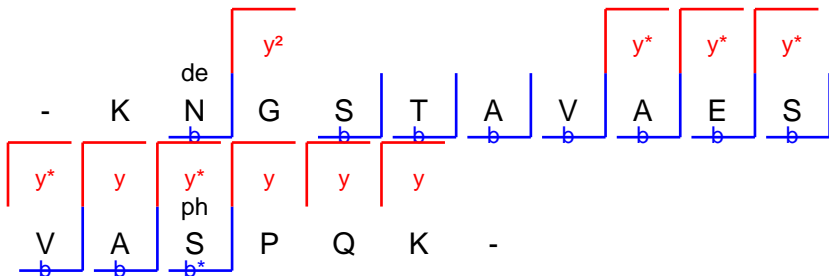 y² y* y* y*
de
- K N G S T A V A E S
b b b b b b b b
y* y y* y y y
ph
V A S P Q K -
b b b*